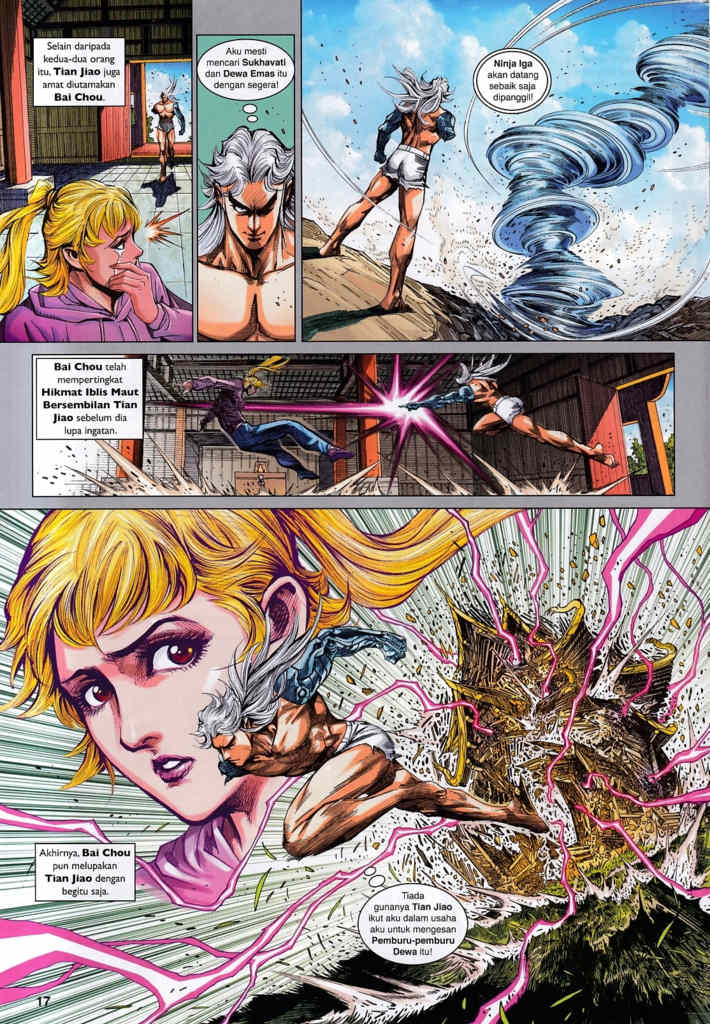 Selain daripada
kedua-dua orang
itu, Tian Jiao juga
amat diutamakan
Bai Chou.
Aku mesti
mencari Sukhavati
dan Dewa Emas itu
dengan segera!
Ninja Iga
akan datang
sebaik saja
dipanggil!
Bai Chou telah
mempertingkat
Hikmat Iblis Maut
Bersembilan Tian
Jiao sebelum dia
lupa ingatan.
Akhirnya, Bai Chou
pun melupakan
Tian Jiao dengan
begitu saja.
Tiada
gunanya Tian Jiao
ikut aku dalam usaha
aku untuk mengesan
Pemburu-pemburu
Dewa itu!
17